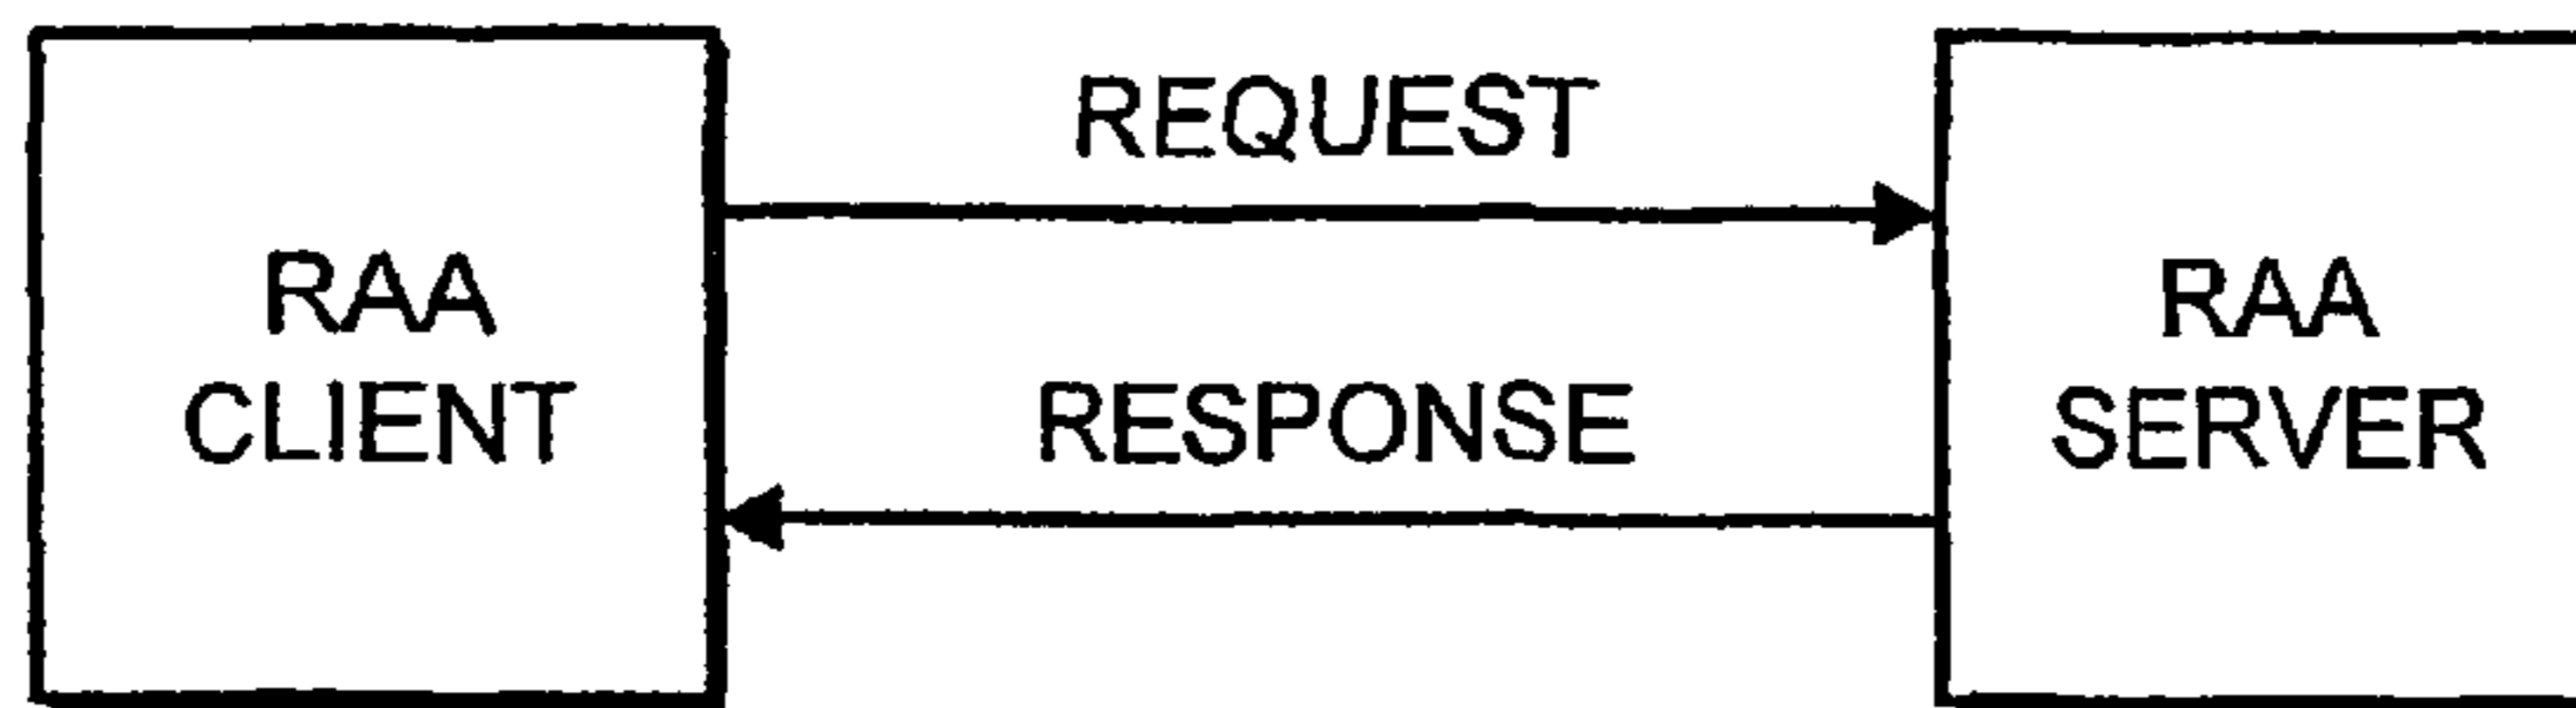 RAA
CLIENT
REQUEST
RESPONSE
RAA
SERVER